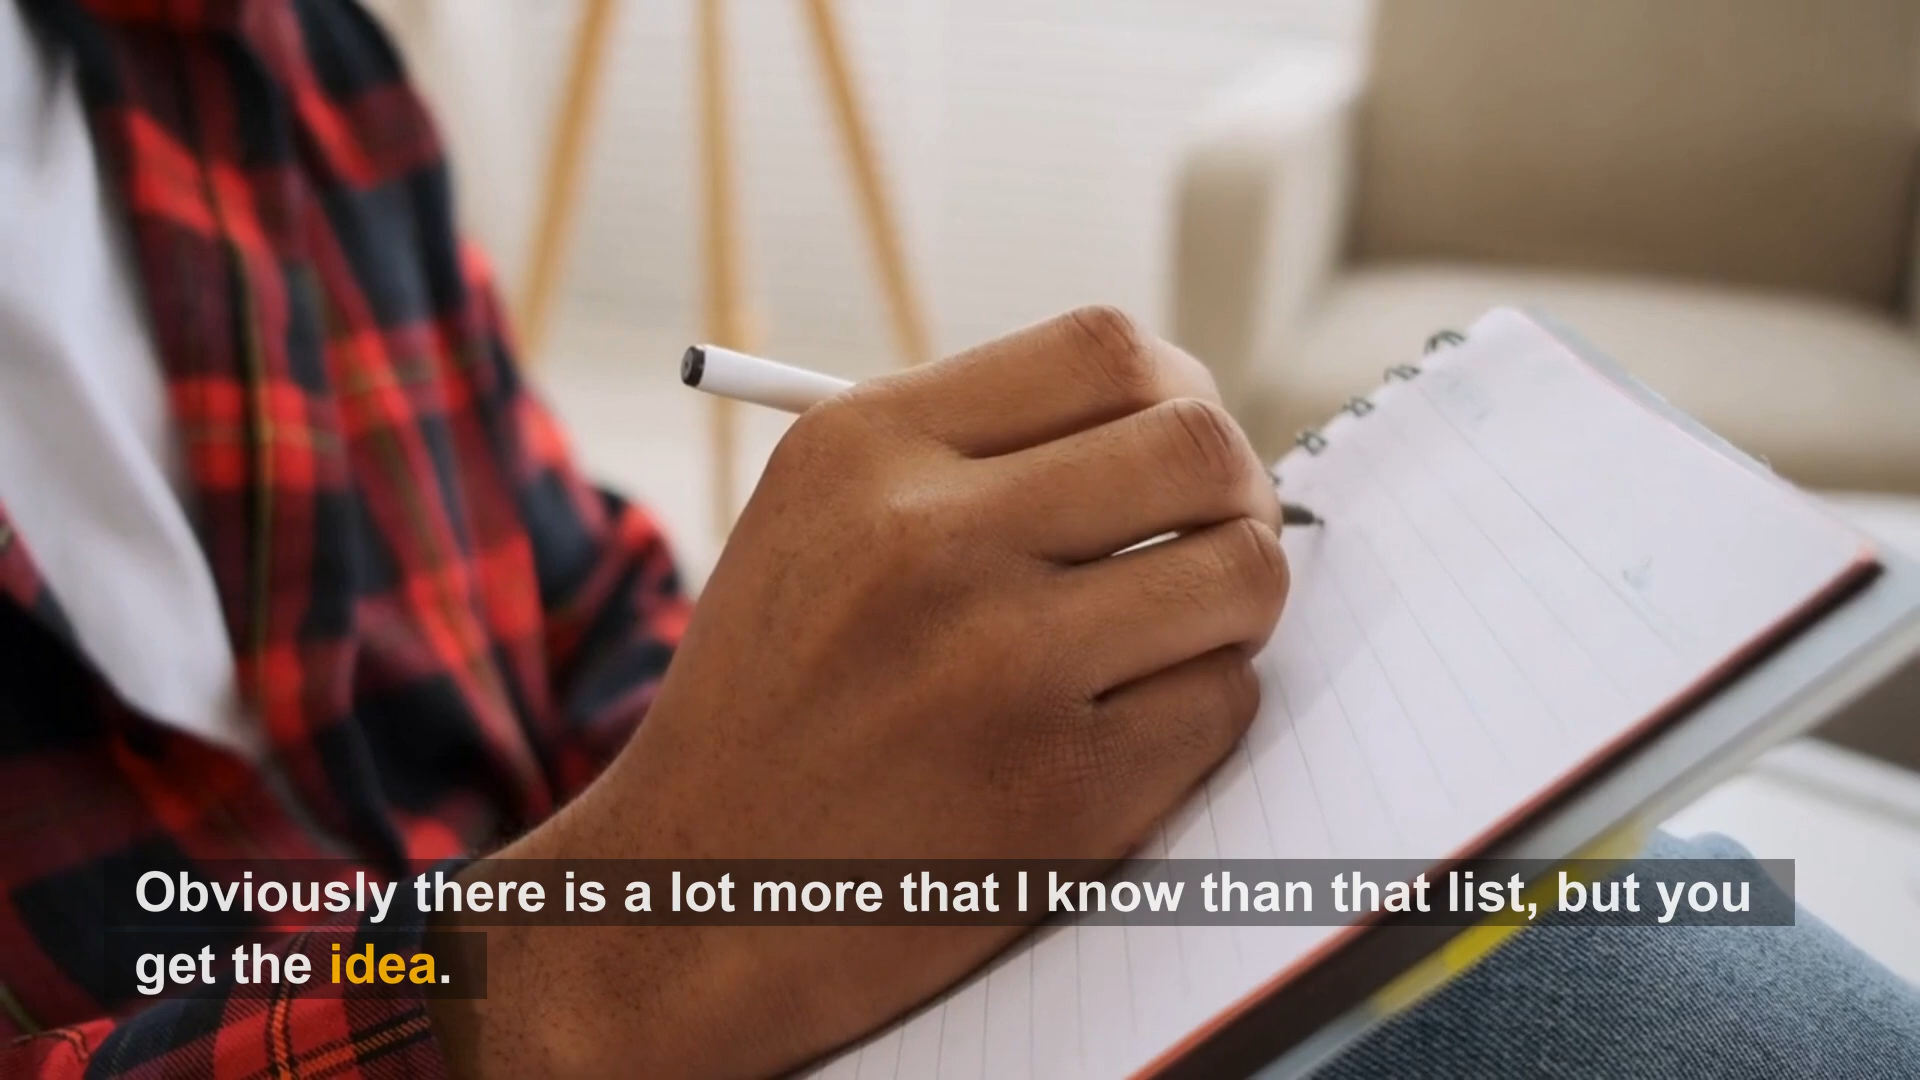 Obviously there is a lot more that I know than that list, but you
get the idea.